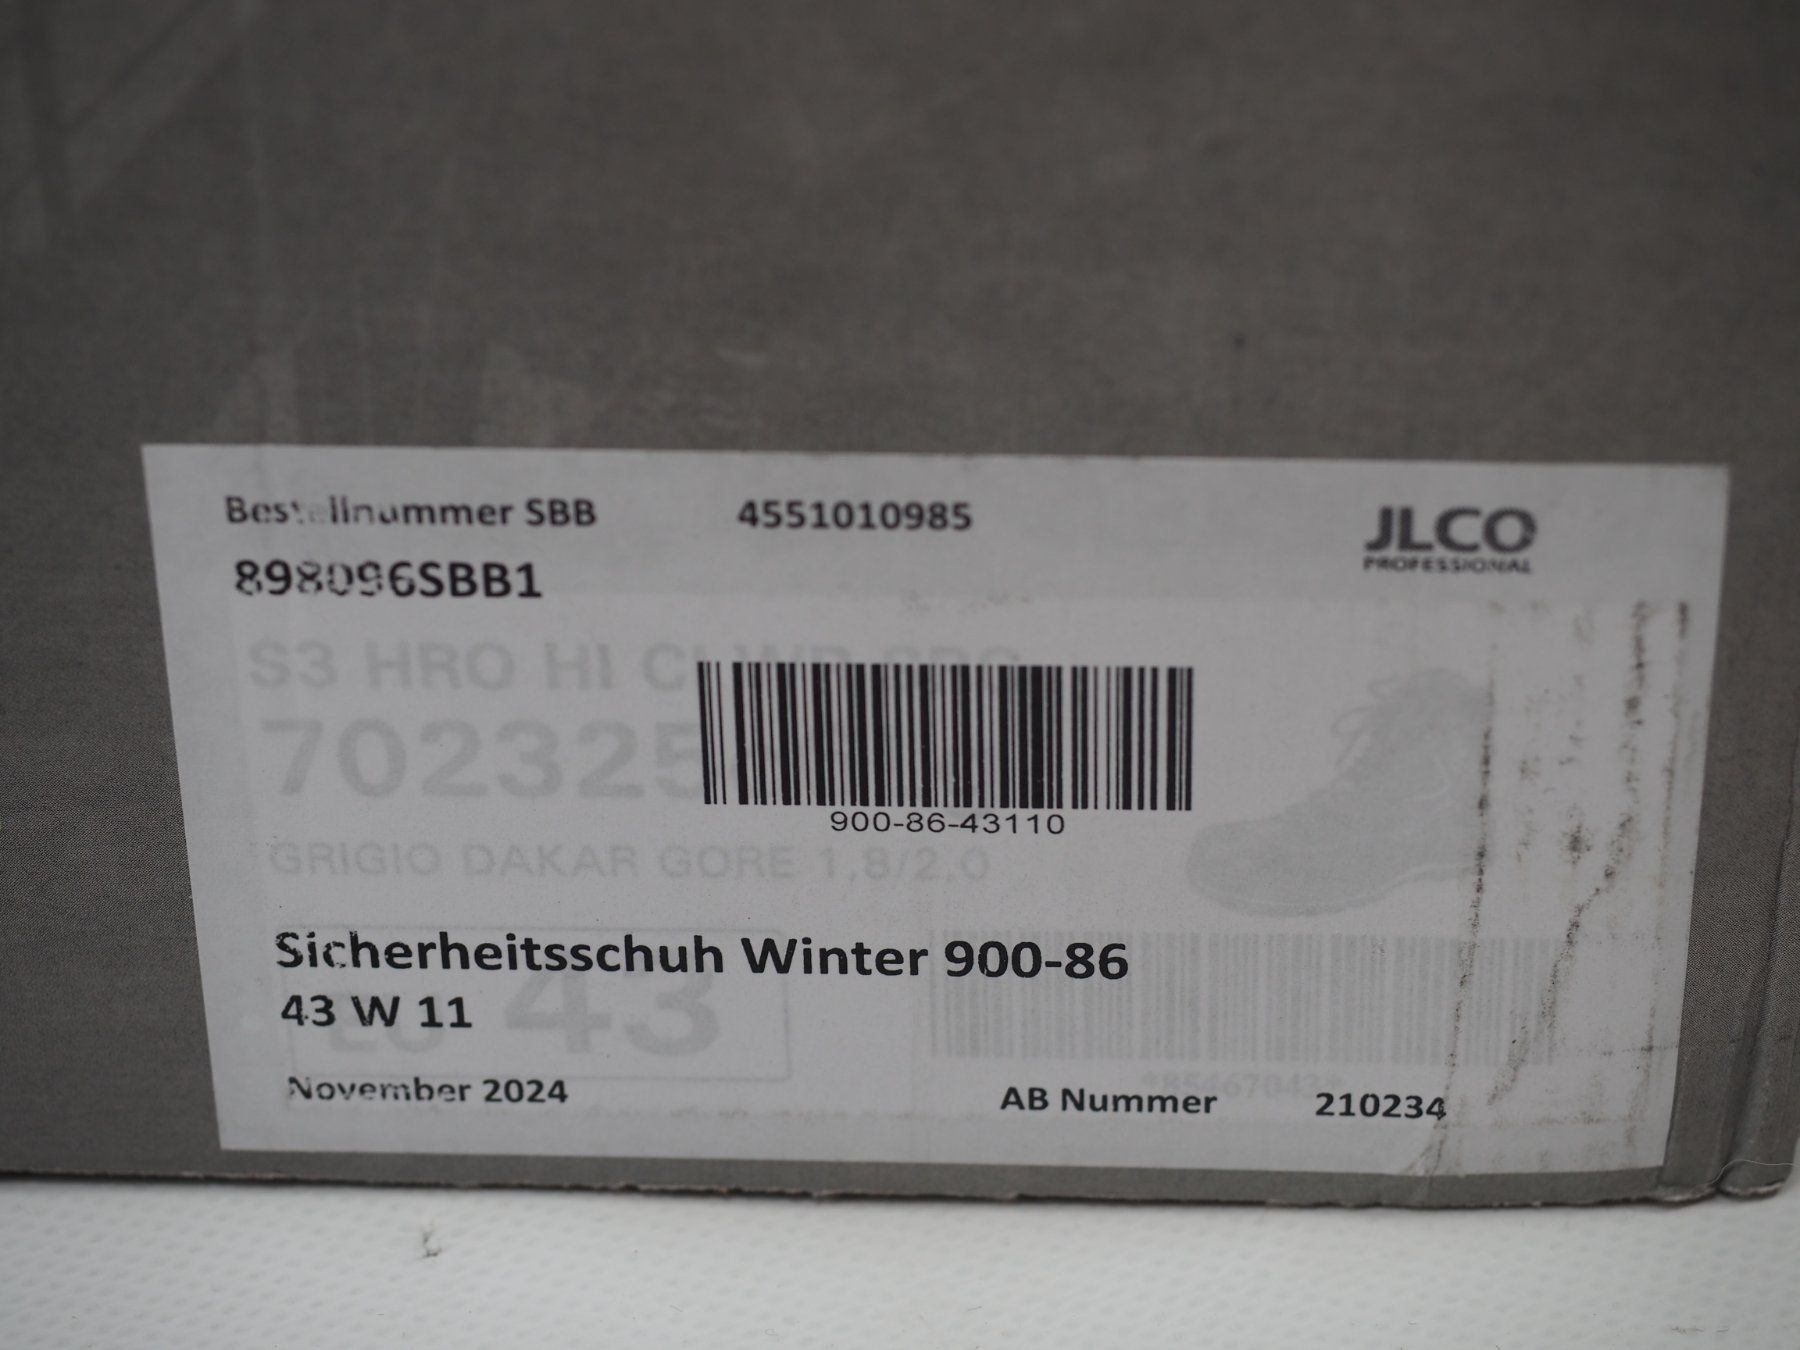 Bestellnummer SBB 4551010985
JLCO
PROFESSIONAL
898096SBB1
S3 HRO HI CI WR SRC
702325
900-86-43110
GRIGIO DAKAR GORE 1,8/2,0
Sicherheitsschuh Winter 900-86
43 W 11
43
November 2024
AB Nummer 210234